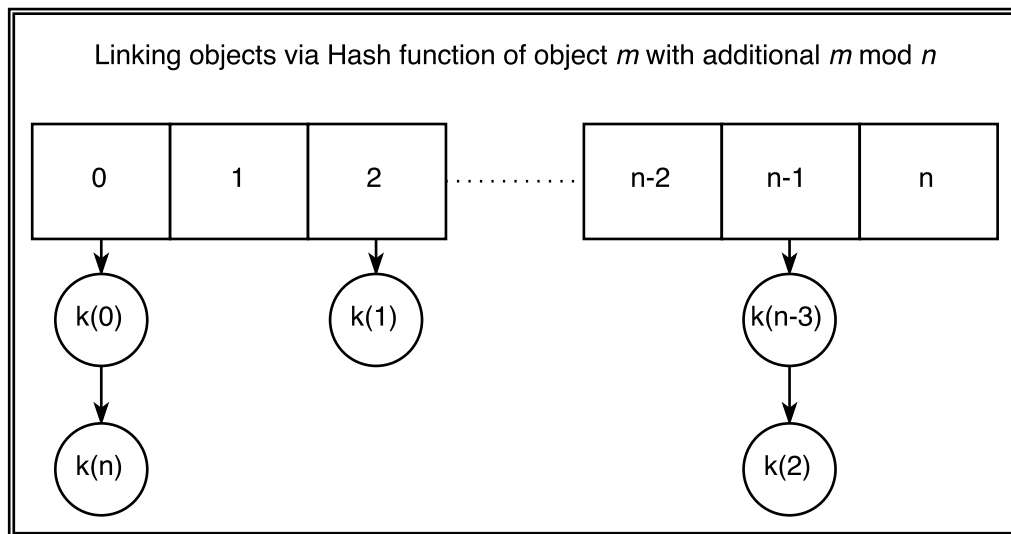 Linking objects via Hash function of object m with additional m mod n
0 1 2 n-2 n-1 n
k(0) k(1) k(n-3)
k(n) k(2)